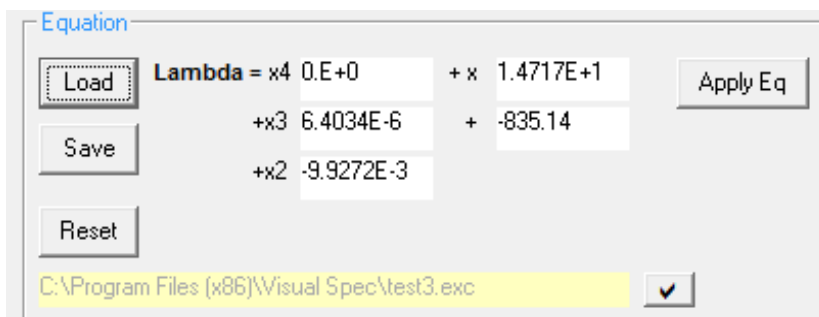 Equation
Load Lambda = x4 0.E+0 + x 1.4717E+1 Apply Eq
+x3 6.4034E-6 + -835.14
Save
+x2 -9.9272E-3
Reset
C:\Program Files (x86)\Visual Spec\test3.exc